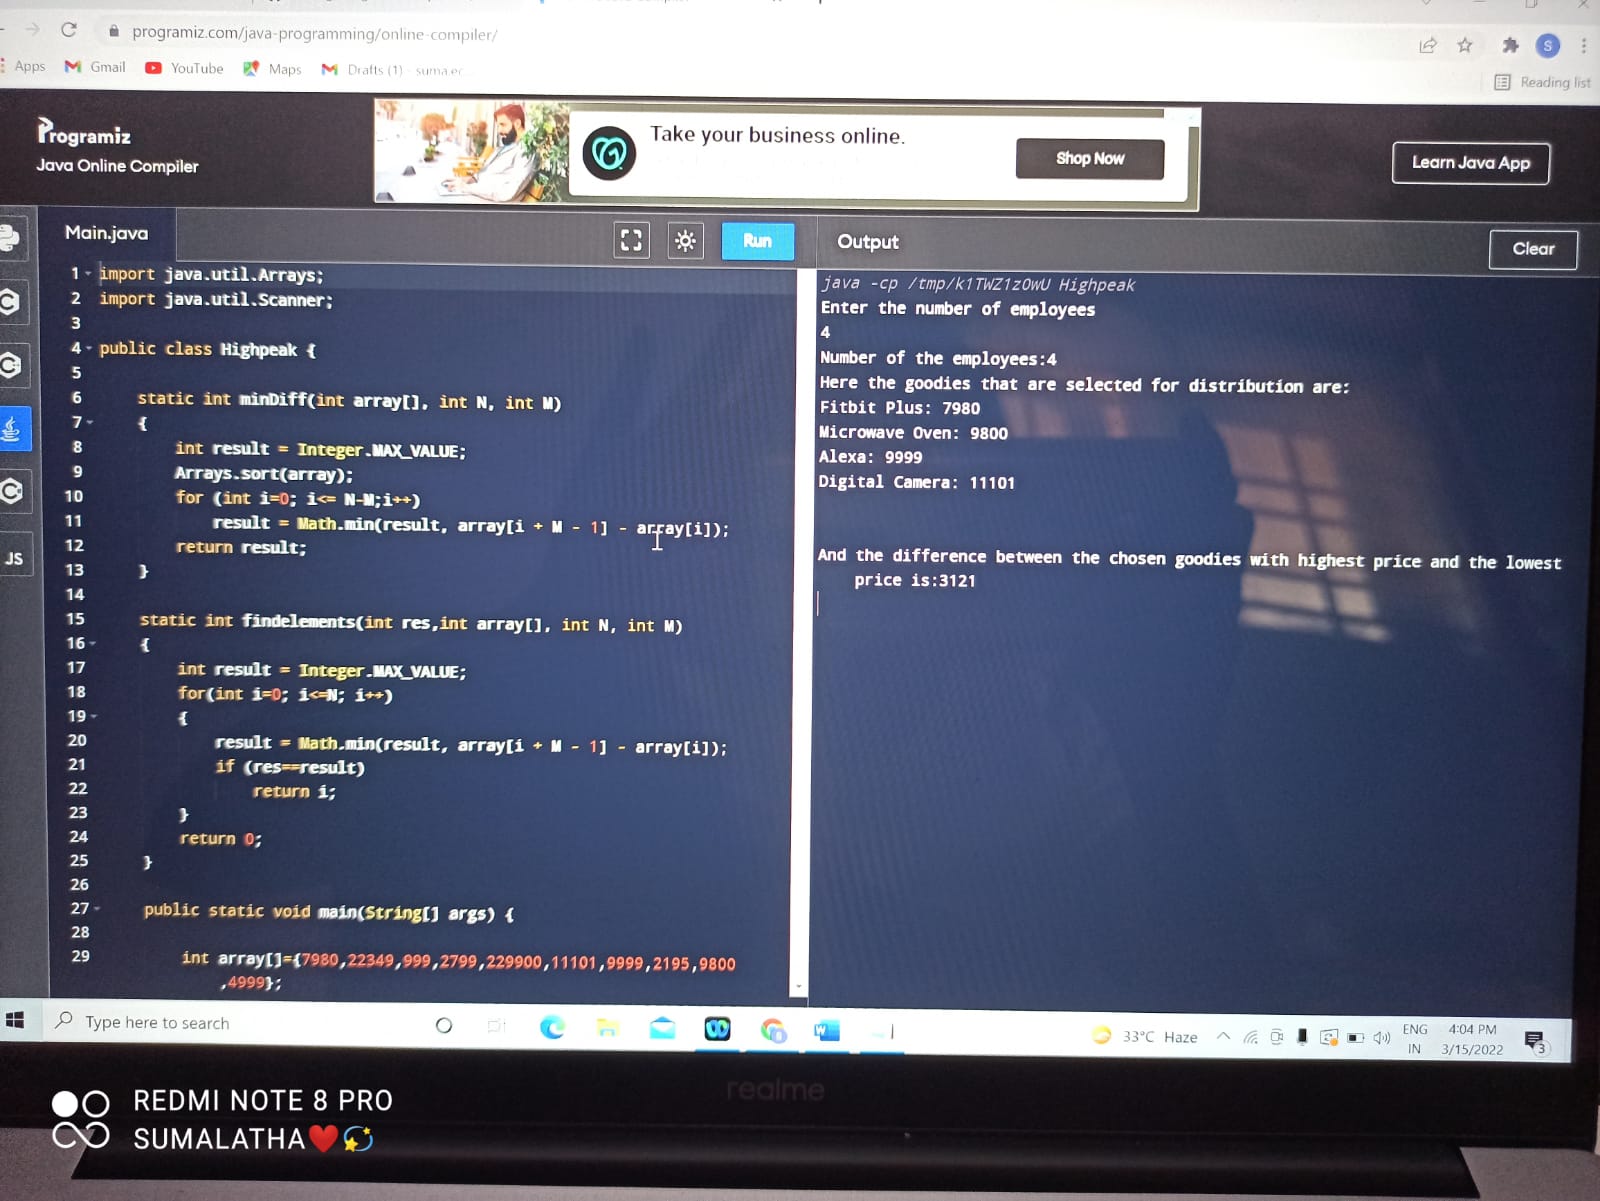 programiz.com/java-programming/online-compiler/
S
Apps
Gmail
YouTube
Maps
Drafts (1) - suma.ec...
Reading list
Programiz
Java Online Compiler
Take your business online.
Shop Now
Learn Java App
Main.java
Run
Output
Clear
1 import java.util.Arrays;
2 import java.util.Scanner;
3
4 public class Highpeak {
5
6 static int minDiff(int array[], int N, int M)
7 {
8 int result = Integer.MAX_VALUE;
9 Arrays.sort(array);
10 for (int i=0; i<= N-M;i++)
11 result = Math.min(result, array[i + M - 1] - array[i]);
12 return result;
13 }
14
15 static int findelements(int res,int array[], int N, int M)
16 {
17 int result = Integer.MAX_VALUE;
18 for(int i=0; i<=N; i++)
19 {
20 result = Math.min(result, array[i + M - 1] - array[i]);
21 if (res==result)
22 return i;
23 }
24 return 0;
25 }
26
27 public static void main(String[] args) {
28
29 int array[]={7980,22349,999,2799,229900,11101,9999,2195,9800
,4999};
JS
java -cp /tmp/k1TWZ1zOwU Highpeak
Enter the number of employees
4
Number of the employees:4
Here the goodies that are selected for distribution are:
Fitbit Plus: 7980
Microwave Oven: 9800
Alexa: 9999
Digital Camera: 11101
And the difference between the chosen goodies with highest price and the lowest
price is:3121
Type here to search
33°C Haze
ENG
IN
4:04 PM
3/15/2022
3
realme
REDMI NOTE 8 PRO
SUMALATHA❤️💫